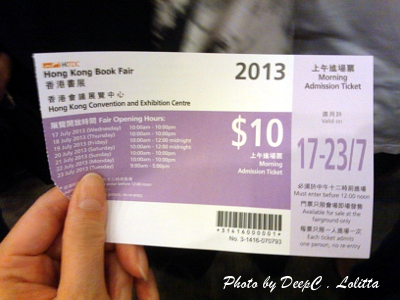 HKTDC
Hong Kong Book Fair
香港書展
香港會議展覽中心
Hong Kong Convention and Exhibition Centre
2013
展覽開放時間 Fair Opening Hours:
17 July 2013 (Wednesday) 10:00am - 10:00pm
18 July 2013 (Thursday) 10:00am - 10:00pm
19 July 2013 (Friday) 10:00am - 12:00 midnight
20 July 2013 (Saturday) 10:00am - 12:00 midnight
21 July 2013 (Sunday) 10:00am - 10:00pm
22 July 2013 (Monday) 10:00am - 10:00pm
23 July 2013 (Tuesday) 9:00am - 5:00pm
$10
上午進場票
Morning
Admission Ticket
No. 3-1416-070793
上午進場票
Morning
Admission Ticket
適用於
Valid on
17-23/7
必須於中午十二時前進場
Must enter before 12:00 noon
門票只限會場即場發售
Available for sale at the
fairground only
每票只限一人進場一次
Each ticket admits
one person, no re-entry
Photo by DeepC . Lolitta